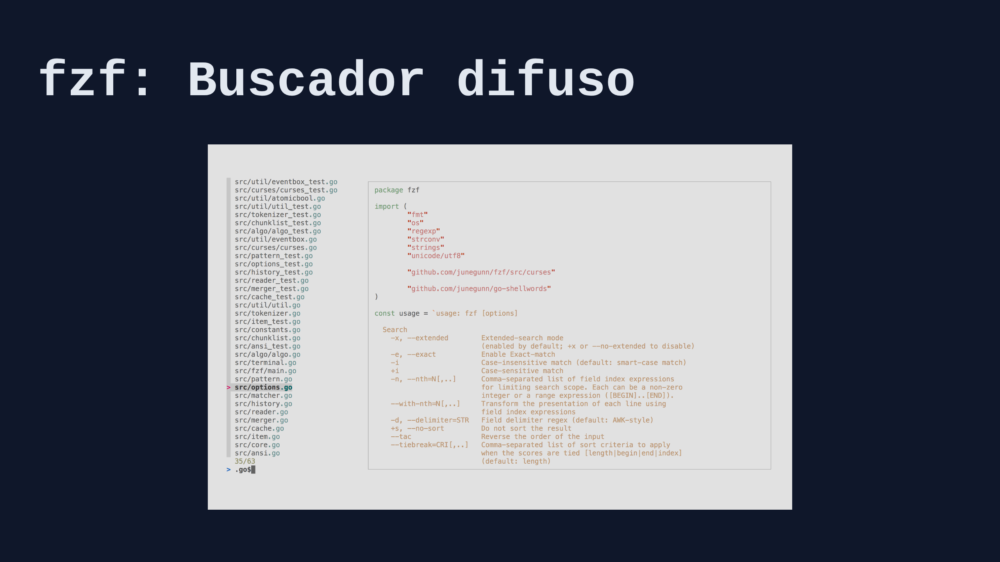 fzf: Buscador difuso
src/util/eventbox_test.go
src/curses/curses_test.go
src/util/atomicbool.go
src/util/util_test.go
src/tokenizer_test.go
src/chunklist_test.go
src/algo/algo_test.go
src/util/eventbox.go
src/curses/curses.go
src/pattern_test.go
src/options_test.go
src/history_test.go
src/reader_test.go
src/merger_test.go
src/cache_test.go
src/util/util.go
src/tokenizer.go
src/item_test.go
src/constants.go
src/chunklist.go
src/ansi_test.go
src/algo/algo.go
src/terminal.go
src/fzf/main.go
src/pattern.go
> src/options.go
src/matcher.go
src/history.go
src/reader.go
src/merger.go
src/cache.go
src/item.go
src/core.go
src/ansi.go
35/63
> .go$
package fzf
import (
"fmt"
"os"
"regexp"
"strconv"
"strings"
"unicode/utf8"
"github.com/junegunn/fzf/src/curses"
"github.com/junegunn/go-shellwords"
)
const usage = `usage: fzf [options]
Search
-x, --extended Extended-search mode
(enabled by default; +x or --no-extended to disable)
-e, --exact Enable Exact-match
-i Case-insensitive match (default: smart-case match)
+i Case-sensitive match
-n, --nth=N[,..] Comma-separated list of field index expressions
for limiting search scope. Each can be a non-zero
integer or a range expression ([BEGIN]..[END]).
--with-nth=N[,..] Transform the presentation of each line using
field index expressions
-d, --delimiter=STR Field delimiter regex (default: AWK-style)
+s, --no-sort Do not sort the result
--tac Reverse the order of the input
--tiebreak=CRI[,..] Comma-separated list of sort criteria to apply
when the scores are tied [length|begin|end|index]
(default: length)